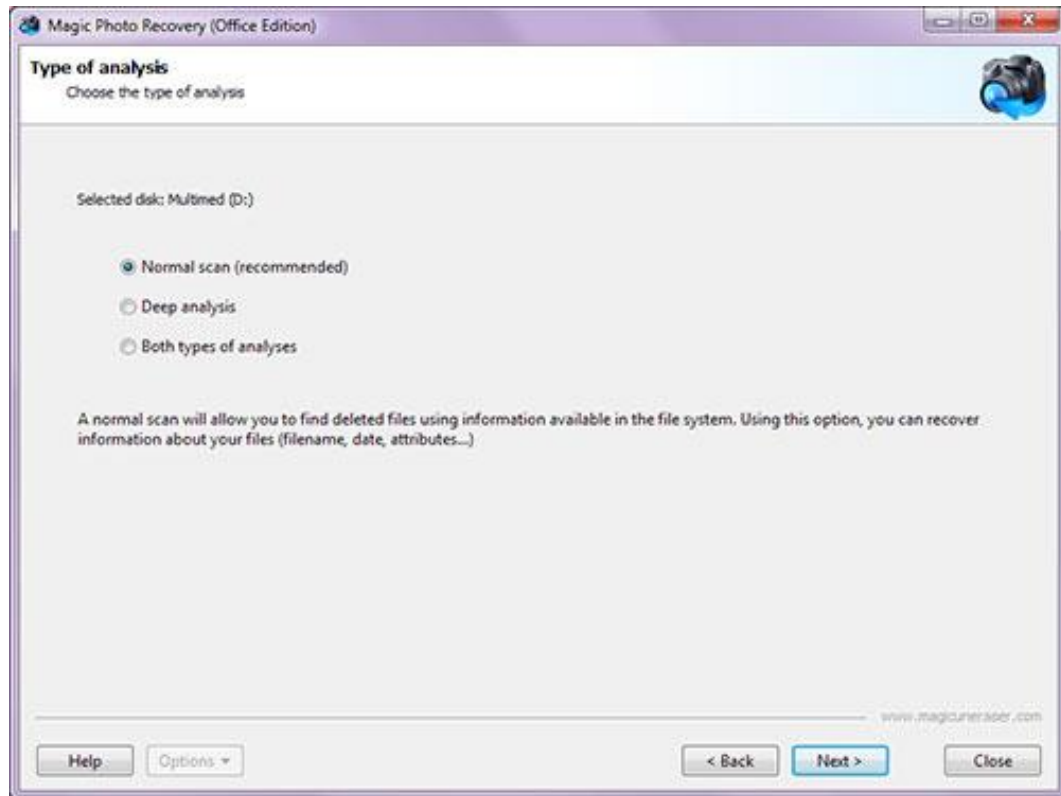 Magic Photo Recovery (Office Edition)
Type of analysis
Choose the type of analysis
Selected disk: Multimed (D:)
Normal scan (recommended)
Deep analysis
Both types of analyses
A normal scan will allow you to find deleted files using information available in the file system. Using this option, you can recover
information about your files (filename, date, attributes...)
www.magicuneraser.com
Help
Options
< Back
Next >
Close